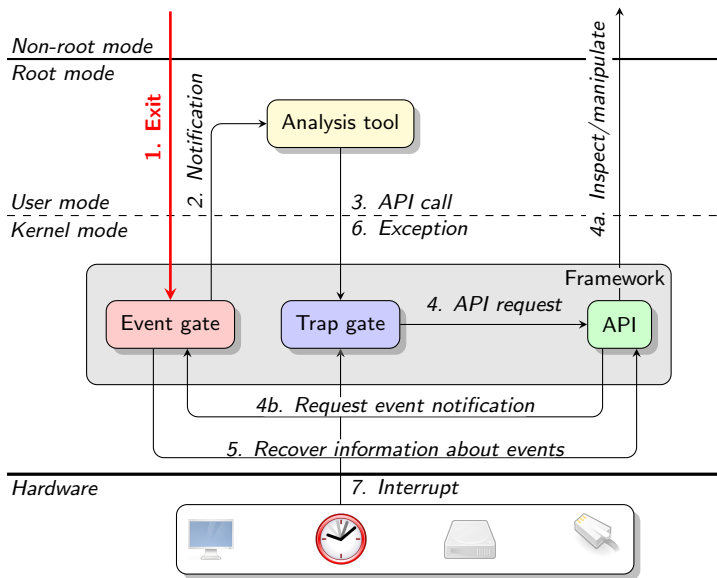 Non-root mode
Root mode
1. Exit
2. Notification
Analysis tool
4a. Inspect/manipulate
User mode
3. API call
Kernel mode
6. Exception
Framework
Event gate
Trap gate
4. API request
API
4b. Request event notification
5. Recover information about events
Hardware
7. Interrupt